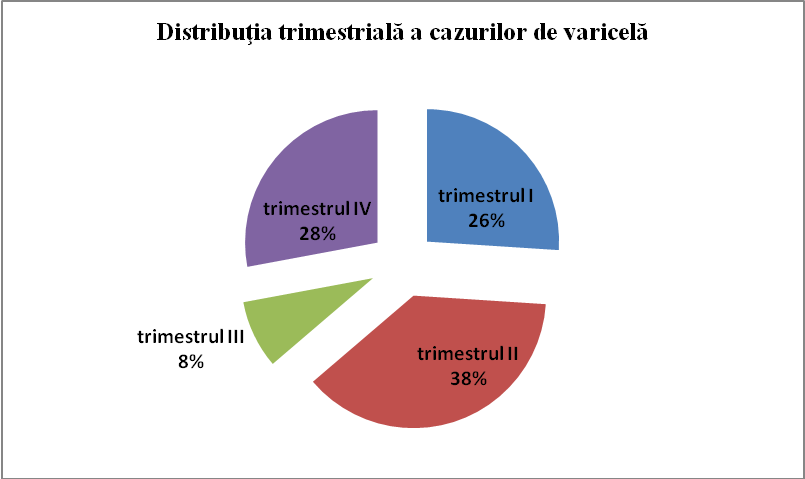 Distribuţia trimestrială a cazurilor de varicelă
trimestrul I
26%
trimestrul II
38%
trimestrul III
8%
trimestrul IV
28%